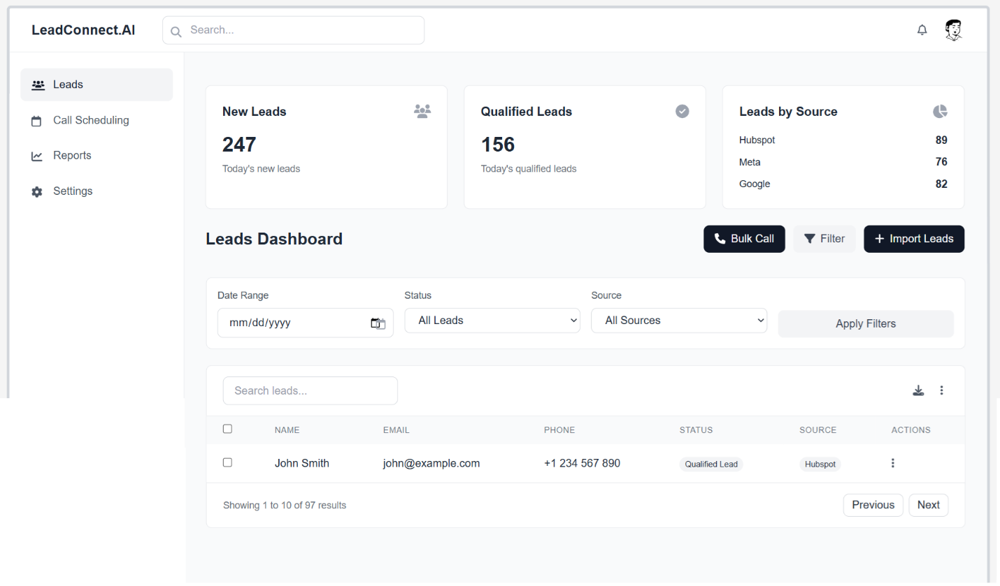 LeadConnect.AI Search...
Leads
Call Scheduling
Reports
Settings
New Leads
247
Today's new leads
Qualified Leads
156
Today's qualified leads
Leads by Source
Hubspot 89
Meta 76
Google 82
Leads Dashboard Bulk Call Filter + Import Leads
Date Range Status Source
mm/dd/yyyy All Leads All Sources Apply Filters
Search leads...
NAME EMAIL PHONE STATUS SOURCE ACTIONS
John Smith john@example.com +1 234 567 890 Qualified Lead Hubspot
Showing 1 to 10 of 97 results Previous Next